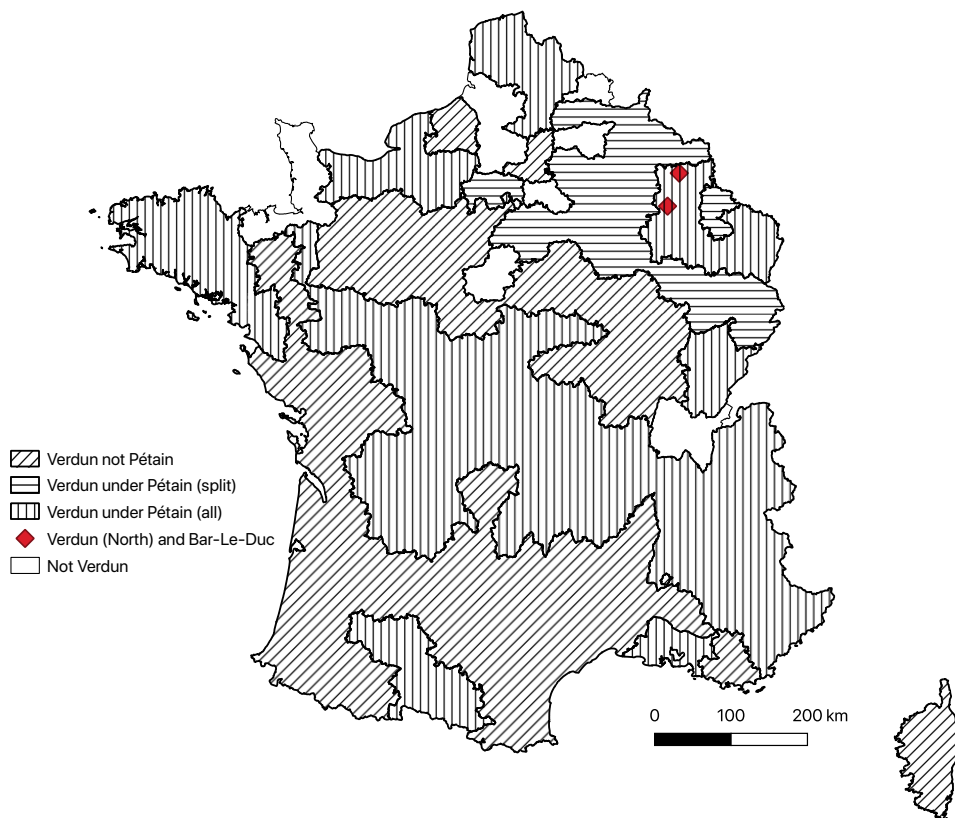 Verdun not Pétain
Verdun under Pétain (split)
Verdun under Pétain (all)
Verdun (North) and Bar-Le-Duc
Not Verdun
0 100 200 km